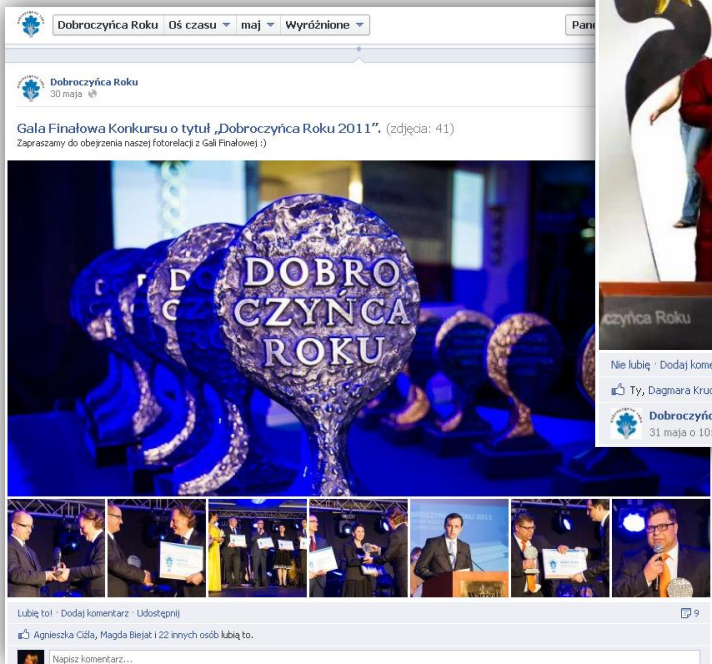 Dobroczyńca Roku Oś czasu maj Wyróżnione
Dobroczyńca Roku
30 maja
Gala Finałowa Konkursu o tytuł „Dobroczyńca Roku 2011”. (zdjęcia: 41)
Zapraszamy do obejrzenia naszej fotorelacji z Gali Finałowej :)
DOBRO
CZYŃCA
ROKU
Lubię to! · Dodaj komentarz · Udostępnij
9
Agnieszka Ciźla, Magda Biejat i 22 innych osób lubią to.
Napisz komentarz...
czyńca Roku
Nie lubię · Dodaj kome
Ty, Dagmara Kruc
Dobroczyńc
31 maja o 10: